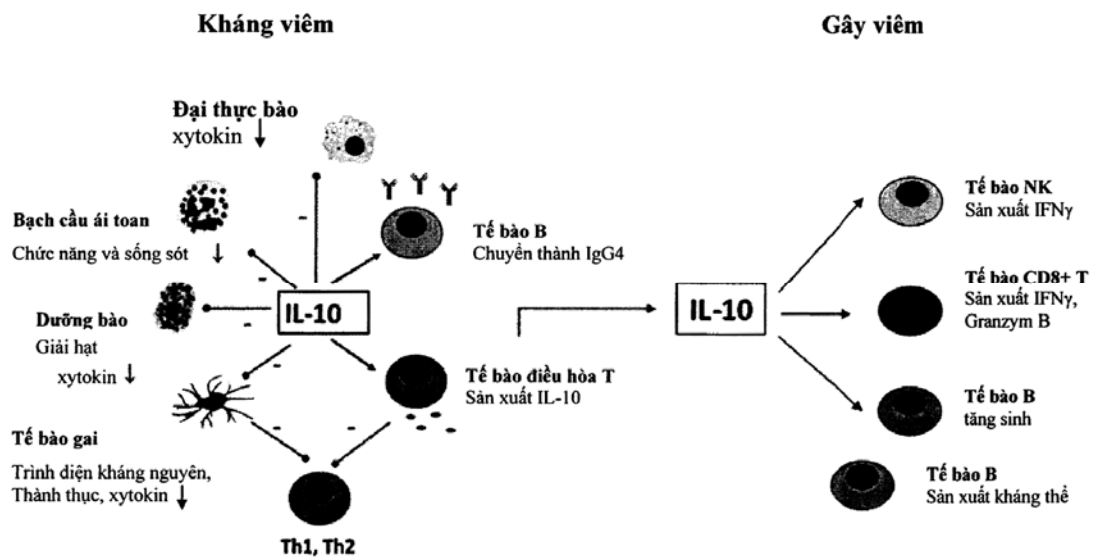 Kháng viêm
Gây viêm
Đại thực bào
xytokin ↓
Bạch cầu ái toan
Chức năng và sống sót ↓
Dưỡng bào
Giải hạt
xytokin ↓
Tế bào gai
Trình diện kháng nguyên,
Thành thục, xytokin ↓
IL-10
Tế bào B
Chuyển thành IgG4
Tế bào điều hòa T
Sản xuất IL-10
Th1, Th2
IL-10
Tế bào NK
Sản xuất IFNγ
Tế bào CD8+ T
Sản xuất IFNγ,
Granzym B
Tế bào B
tăng sinh
Tế bào B
Sản xuất kháng thể